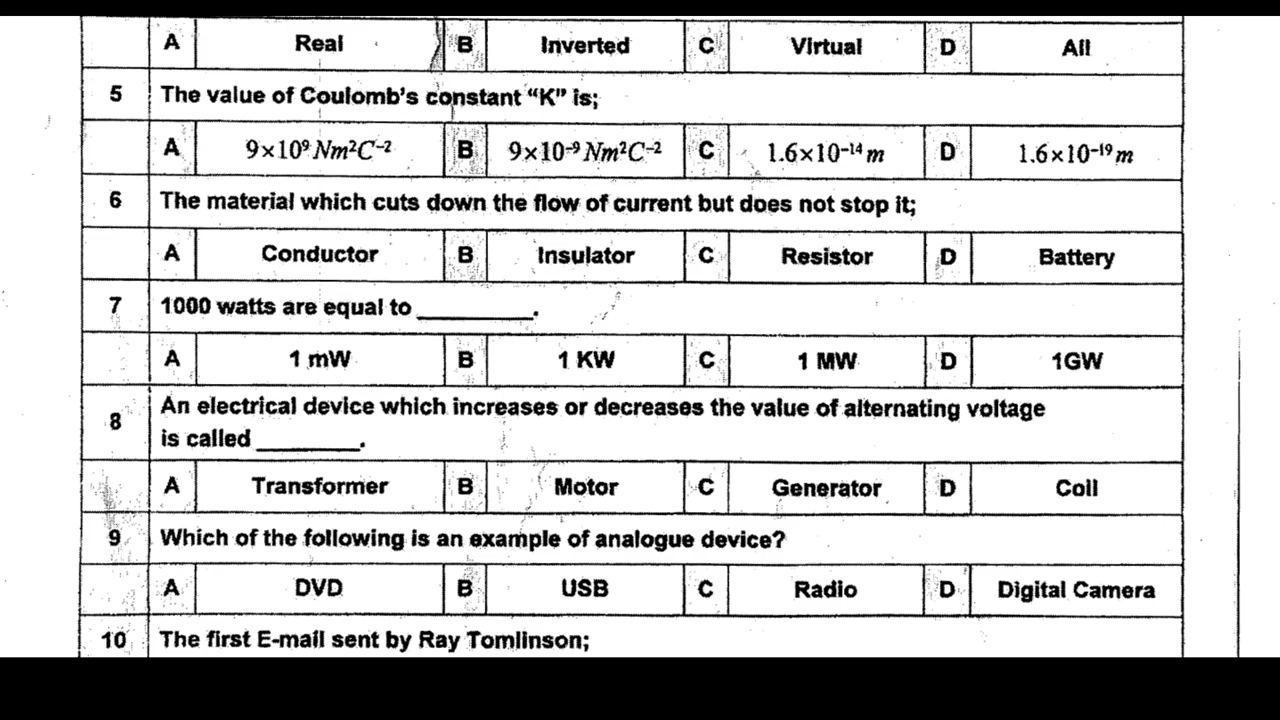 A Real B Inverted C Virtual D All
5 The value of Coulomb's constant “K” is;
A 9×10⁹ Nm²C⁻² B 9×10⁻⁹ Nm²C⁻² C 1.6×10⁻¹⁴ m D 1.6×10⁻¹⁹ m
6 The material which cuts down the flow of current but does not stop it;
A Conductor B Insulator C Resistor D Battery
7 1000 watts are equal to __________.
A 1 mW B 1 KW C 1 MW D 1GW
8 An electrical device which increases or decreases the value of alternating voltage
is called _________.
A Transformer B Motor C Generator D Coil
9 Which of the following is an example of analogue device?
A DVD B USB C Radio D Digital Camera
10 The first E-mail sent by Ray Tomlinson;